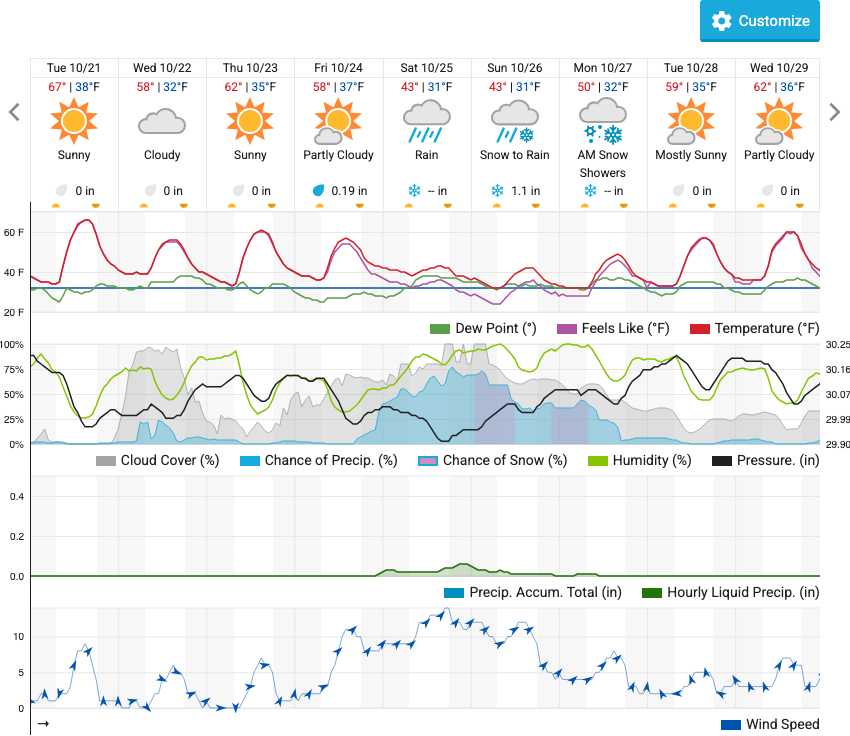 Customize
Tue 10/21 Wed 10/22 Thu 10/23 Fri 10/24 Sat 10/25 Sun 10/26 Mon 10/27 Tue 10/28 Wed 10/29
67° | 38°F 58° | 32°F 62° | 35°F 58° | 37°F 43° | 31°F 43° | 31°F 50° | 32°F 59° | 35°F 62° | 36°F
Sunny Cloudy Sunny Partly Cloudy Rain Snow to Rain AM Snow Mostly Sunny Partly Cloudy
Showers
0 in 0 in 0 in 0.19 in -- in 1.1 in -- in 0 in 0 in
60 F
40 F
20 F
Dew Point (°) Feels Like (°F) Temperature (°F)
100% 30.25
75% 30.16
50% 30.07
25% 29.99
0% 29.90
Cloud Cover (%) Chance of Precip. (%) Chance of Snow (%) Humidity (%) Pressure. (in)
0.4
0.2
0.0
Precip. Accum. Total (in) Hourly Liquid Precip. (in)
10
5
0
Wind Speed